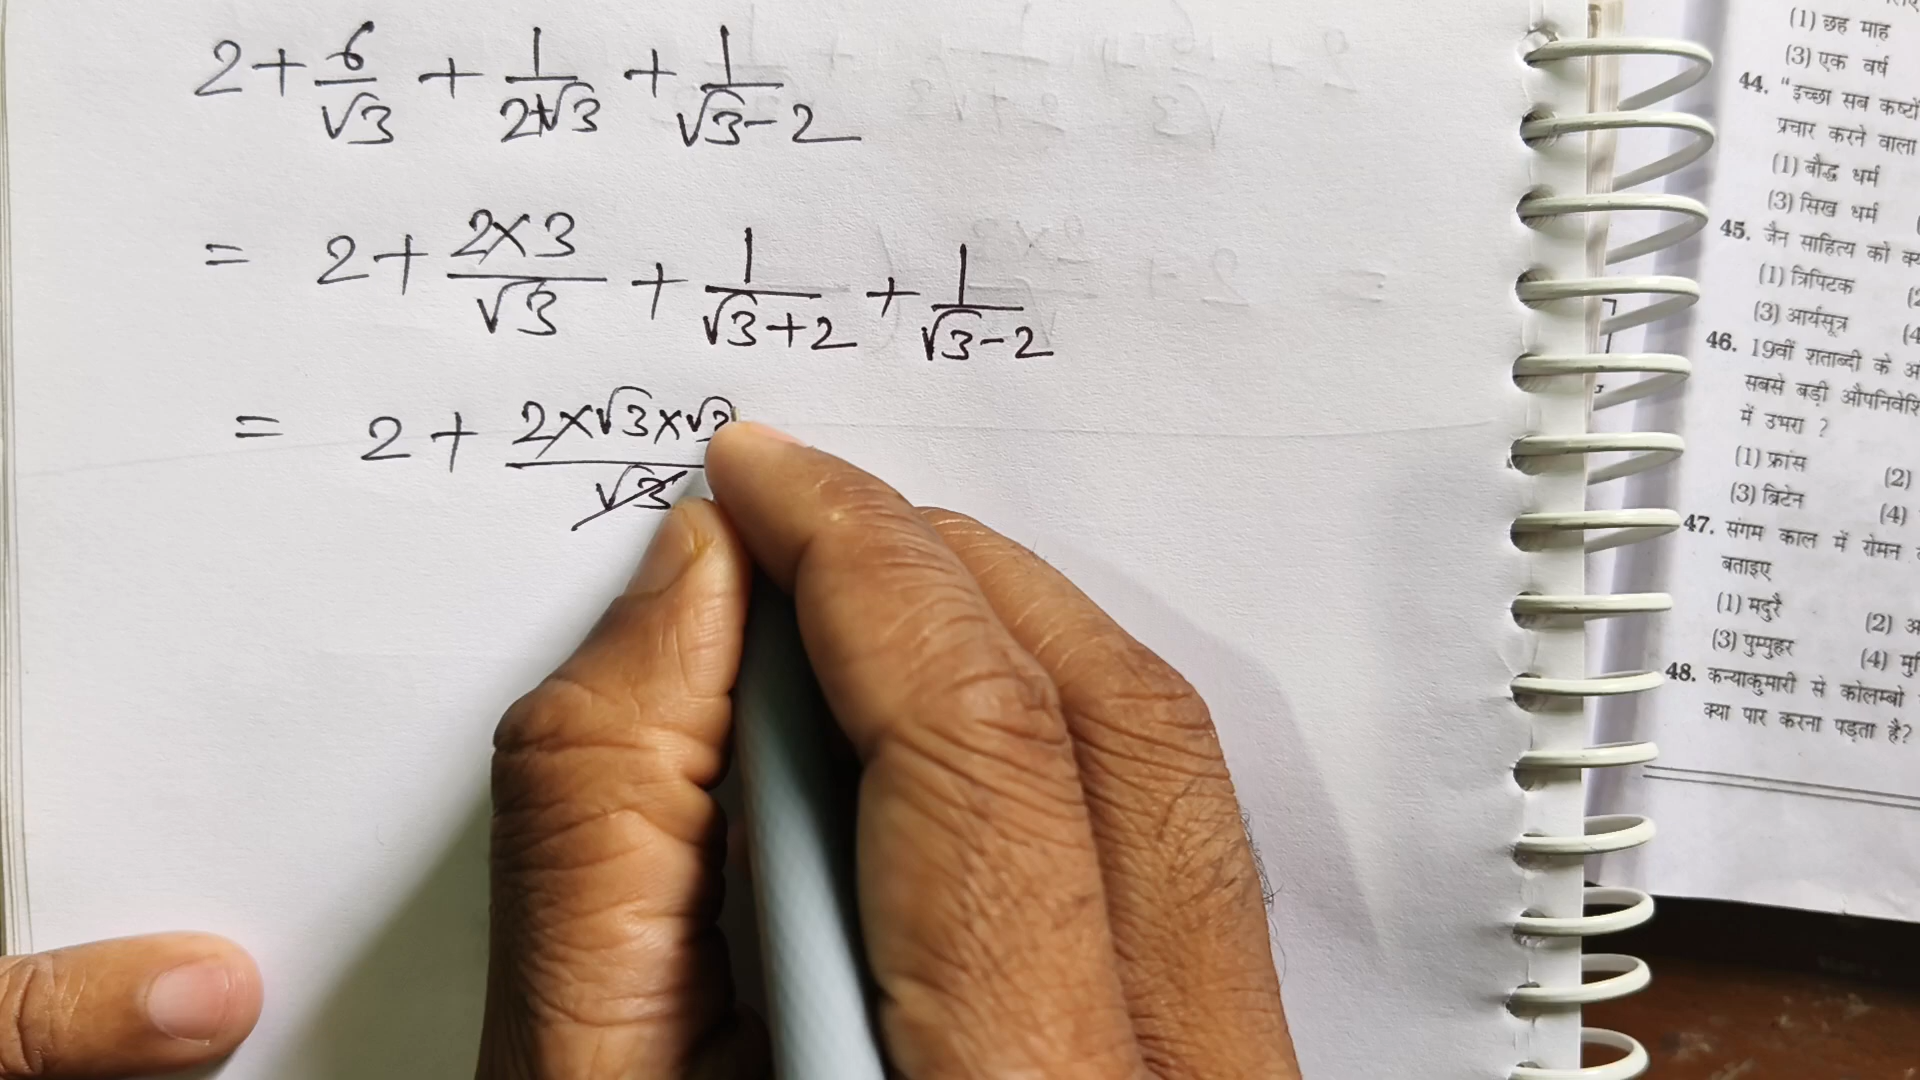 2 + 6/√3 + 1/2+√3 + 1/√3-2
= 2 + 2×3/√3 + 1/√3+2 + 1/√3-2
= 2 + 2×√3×√3/√3
(1) छह माह
(3) एक वर्ष
44. "इच्छा सब कष्टों
प्रचार करने वाला
(1) बौद्ध धर्म
(3) सिख धर्म
45. जैन साहित्य को
(1) त्रिपिटक
(3) आर्यसूत्र
46. 19वीं शताब्दी के
सबसे बड़ी
में उभरा ?
(1) फ्रांस (2)
(3) ब्रिटेन (4)
47. संगम काल में रोमन
बताइए
(1) मदुरै (2)
(3) पुम्पुहर (4)
48. कन्याकुमारी से कोलम्बो
क्या पार करना पड़ता है?